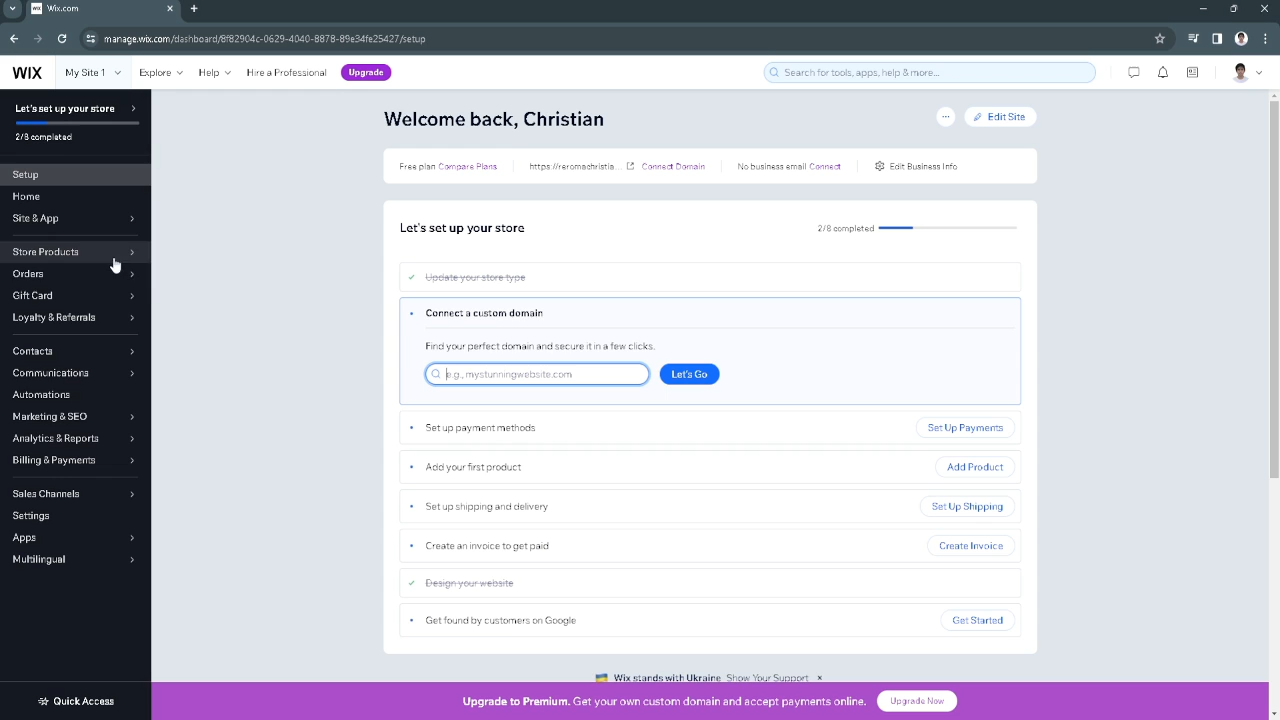 Wix.com
manage.wix.com/dashboard/8f82904c-0629-4040-8878-89e34fe25427/setup
WIX
My Site 1
Explore
Help
Hire a Professional
Upgrade
Search for tools, apps, help & more...
Let's set up your store
2/8 completed
Setup
Home
Site & App
Store Products
Orders
Gift Card
Loyalty & Referrals
Contacts
Communications
Automations
Marketing & SEO
Analytics & Reports
Billing & Payments
Sales Channels
Settings
Apps
Multilingual
Quick Access
Welcome back, Christian
Edit Site
Free plan Compare Plans
https://reromachristia... Connect Domain
No business email Connect
Edit Business Info
Let's set up your store
2/8 completed
Update your store type
Connect a custom domain
Find your perfect domain and secure it in a few clicks.
e.g., mystunningwebsite.com
Let's Go
Set up payment methods
Set Up Payments
Add your first product
Add Product
Set up shipping and delivery
Set Up Shipping
Create an invoice to get paid
Create Invoice
Design your website
Get found by customers on Google
Get Started
Wix stands with Ukraine Show Your Support ×
Upgrade to Premium. Get your own custom domain and accept payments online.
Upgrade Now